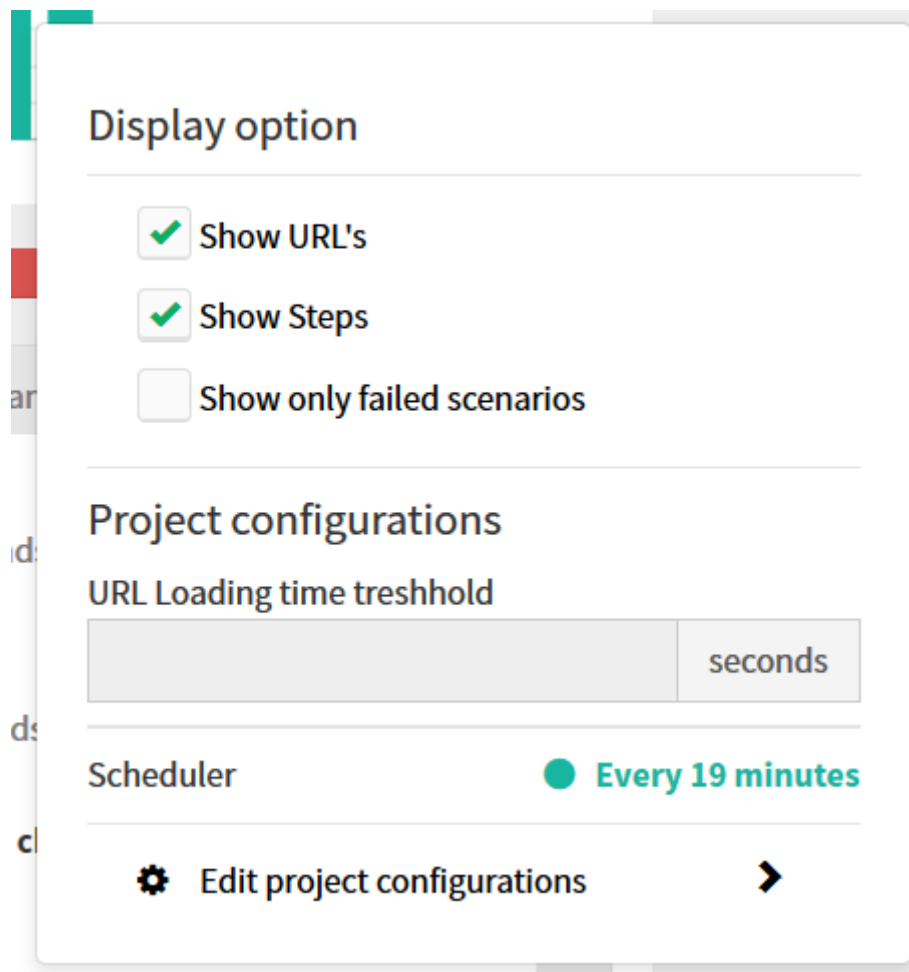 Display option
Show URL's
Show Steps
Show only failed scenarios
Project configurations
URL Loading time treshhold
seconds
Scheduler
Every 19 minutes
Edit project configurations